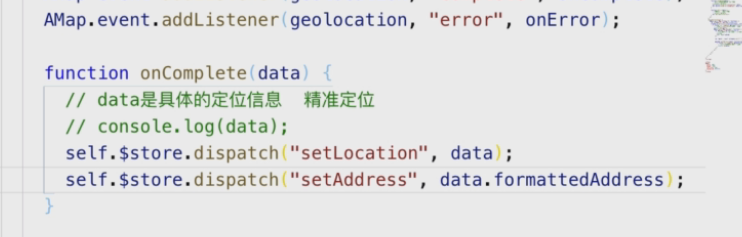 AMap.event.addListener(geolocation, "error", onError);
function onComplete(data) {
// data是具体的定位信息  精准定位
// console.log(data);
self.$store.dispatch("setLocation", data);
self.$store.dispatch("setAddress", data.formattedAddress);
}